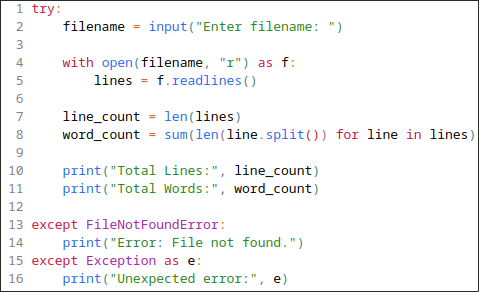 1 try:
2     filename = input("Enter filename: ")
3
4     with open(filename, "r") as f:
5         lines = f.readlines()
6
7     line_count = len(lines)
8     word_count = sum(len(line.split()) for line in lines)
9
10     print("Total Lines:", line_count)
11     print("Total Words:", word_count)
12
13 except FileNotFoundError:
14     print("Error: File not found.")
15 except Exception as e:
16     print("Unexpected error:", e)